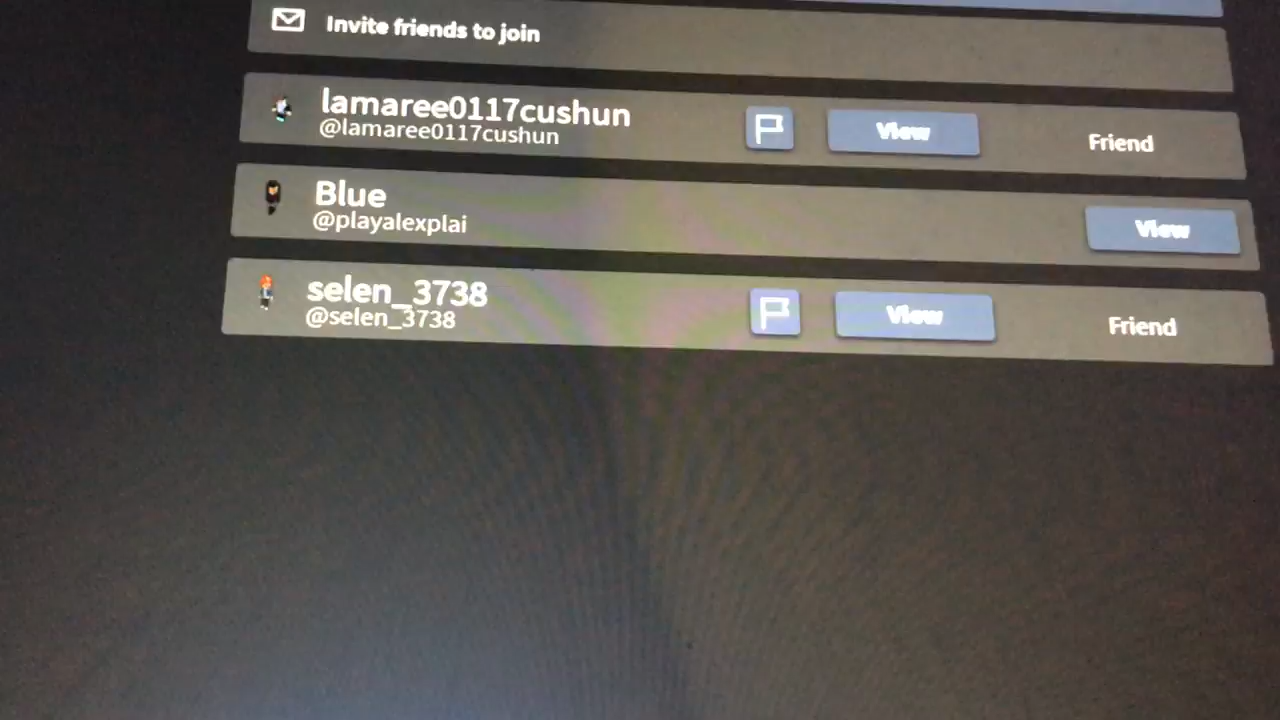 Invite friends to join
lamaree0117cushun
@lamaree0117cushun
View
Friend
Blue
@playalexplai
View
selen_3738
@selen_3738
View
Friend